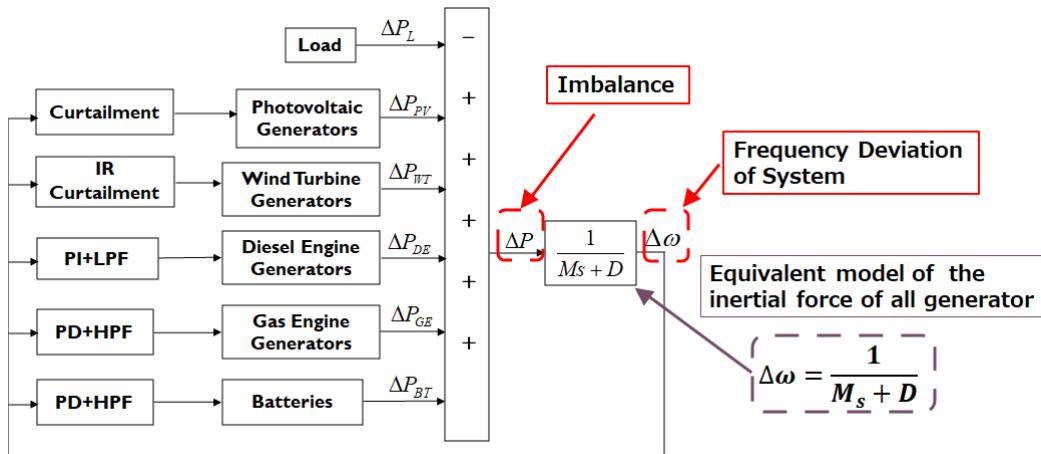 Load
ΔP_L
−
Imbalance
Curtailment
Photovoltaic
Generators
ΔP_PV
+
IR
Curtailment
Wind Turbine
Generators
ΔP_WT
+
Frequency Deviation
of System
PI+LPF
Diesel Engine
Generators
ΔP_DE
+
ΔP
1
Ms + D
Δω
Equivalent model of the
inertial force of all generator
PD+HPF
Gas Engine
Generators
ΔP_GE
+
PD+HPF
Batteries
ΔP_BT
+
Δω = 1
M_s + D